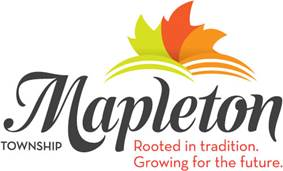 Mapleton
TOWNSHIP
Rooted in tradition.
Growing for the future.